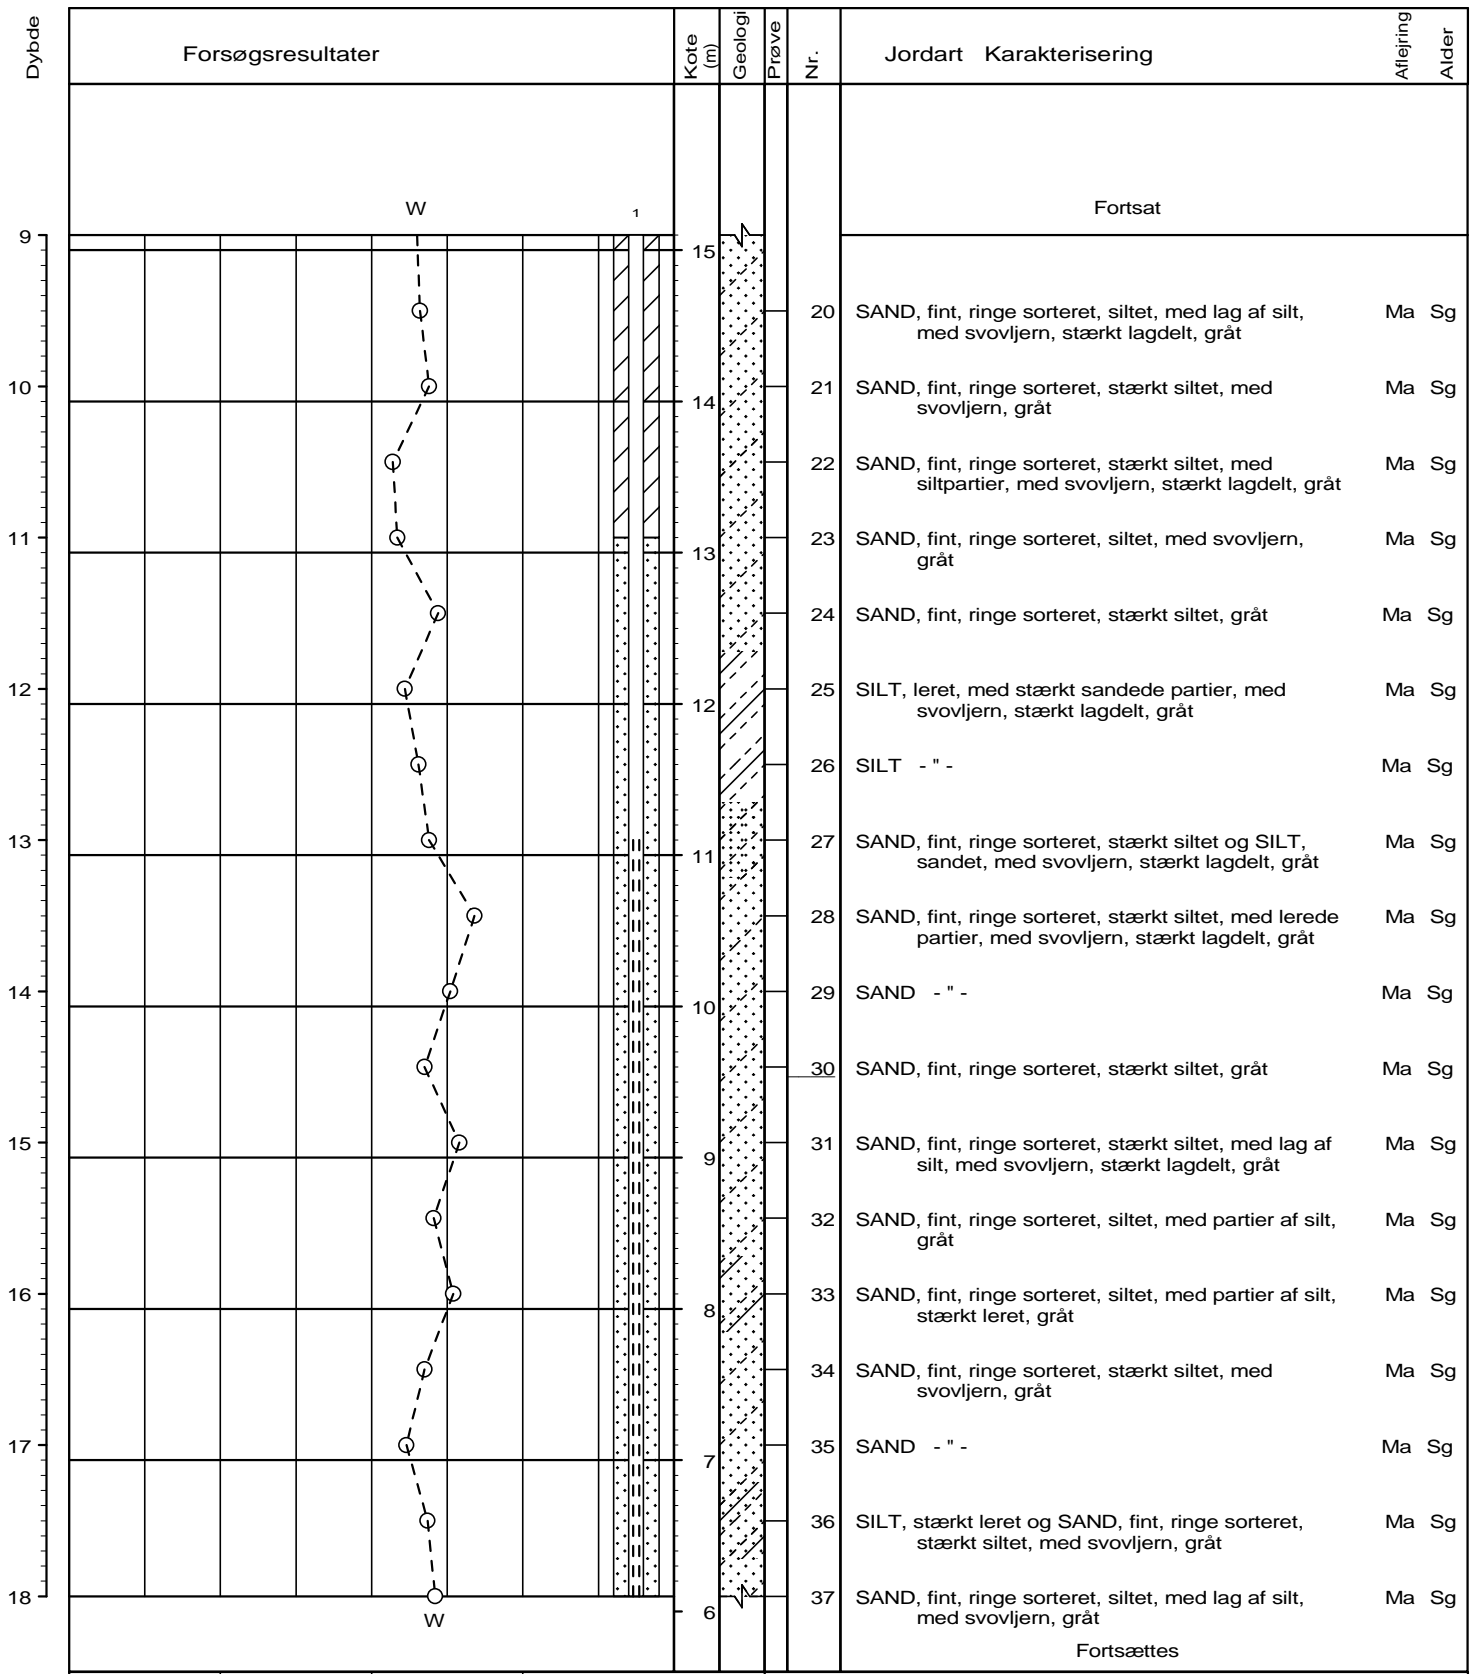 Dybde
Forsøgsresultater
Kote (m)
Geologi
Prøve
Nr.
Jordart Karakterisering
Aflejring
Alder
W
1
Fortsat
9
15
20 SAND, fint, ringe sorteret, siltet, med lag af silt, Ma Sg
med svovljern, stærkt lagdelt, gråt
10
21 SAND, fint, ringe sorteret, stærkt siltet, med Ma Sg
svovljern, gråt
14
22 SAND, fint, ringe sorteret, stærkt siltet, med Ma Sg
siltpartier, med svovljern, stærkt lagdelt, gråt
11
13
23 SAND, fint, ringe sorteret, siltet, med svovljern, Ma Sg
gråt
24 SAND, fint, ringe sorteret, stærkt siltet, gråt Ma Sg
12
25 SILT, leret, med stærkt sandede partier, med Ma Sg
svovljern, stærkt lagdelt, gråt
12
26 SILT - " - Ma Sg
13
27 SAND, fint, ringe sorteret, stærkt siltet og SILT, Ma Sg
sandet, med svovljern, stærkt lagdelt, gråt
11
28 SAND, fint, ringe sorteret, stærkt siltet, med lerede Ma Sg
partier, med svovljern, stærkt lagdelt, gråt
14
29 SAND - " - Ma Sg
10
30 SAND, fint, ringe sorteret, stærkt siltet, gråt Ma Sg
15
31 SAND, fint, ringe sorteret, stærkt siltet, med lag af Ma Sg
silt, med svovljern, stærkt lagdelt, gråt
9
32 SAND, fint, ringe sorteret, siltet, med partier af silt, Ma Sg
gråt
16
33 SAND, fint, ringe sorteret, siltet, med partier af silt, Ma Sg
stærkt leret, gråt
8
34 SAND, fint, ringe sorteret, stærkt siltet, med Ma Sg
svovljern, gråt
17
35 SAND - " - Ma Sg
7
36 SILT, stærkt leret og SAND, fint, ringe sorteret, Ma Sg
stærkt siltet, med svovljern, gråt
18
37 SAND, fint, ringe sorteret, siltet, med lag af silt, Ma Sg
med svovljern, gråt
6
W
Fortsættes